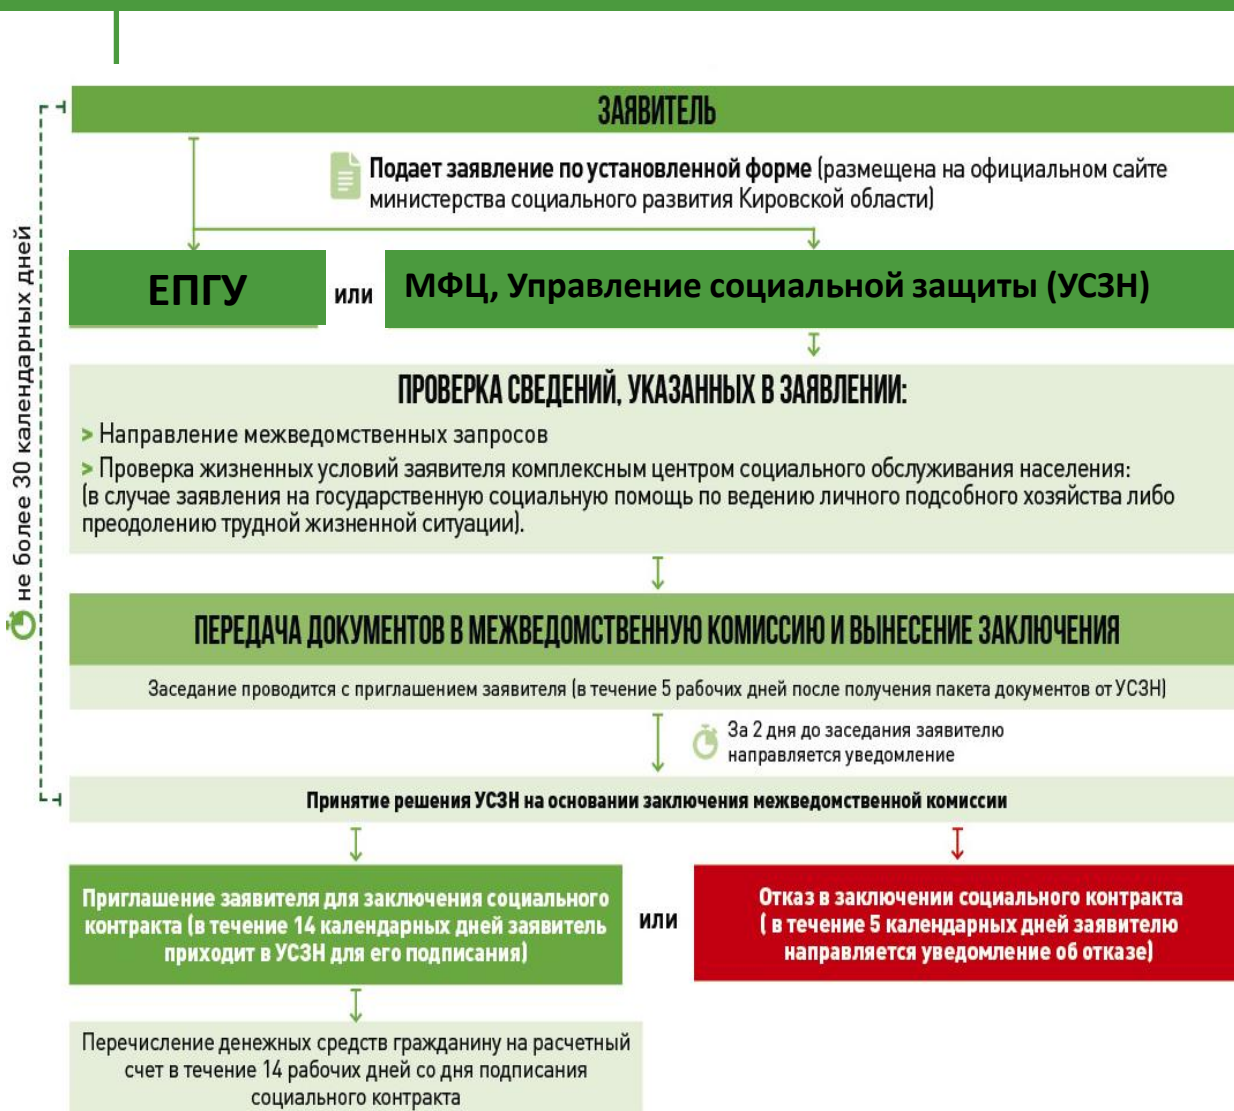 ЗАЯВИТЕЛЬ
Подает заявление по установленной форме (размещена на официальном сайте
министерства социального развития Кировской области)
не более 30 календарных дней
ЕПГУ
или
МФЦ, Управление социальной защиты (УСЗН)
ПРОВЕРКА СВЕДЕНИЙ, УКАЗАННЫХ В ЗАЯВЛЕНИИ:
> Направление межведомственных запросов
> Проверка жизненных условий заявителя комплексным центром социального обслуживания населения:
(в случае заявления на государственную социальную помощь по ведению личного подсобного хозяйства либо
преодолению трудной жизненной ситуации).
ПЕРЕДАЧА ДОКУМЕНТОВ В МЕЖВЕДОМСТВЕННУЮ КОМИССИЮ И ВЫНЕСЕНИЕ ЗАКЛЮЧЕНИЯ
Заседание проводится с приглашением заявителя (в течение 5 рабочих дней после получения пакета документов от УСЗН)
За 2 дня до заседания заявителю
направляется уведомление
Принятие решения УСЗН на основании заключения межведомственной комиссии
Приглашение заявителя для заключения социального
контракта (в течение 14 календарных дней заявитель
приходит в УСЗН для его подписания)
или
Отказ в заключении социального контракта
( в течение 5 календарных дней заявителю
направляется уведомление об отказе)
Перечисление денежных средств гражданину на расчетный
счет в течение 14 рабочих дней со дня подписания
социального контракта